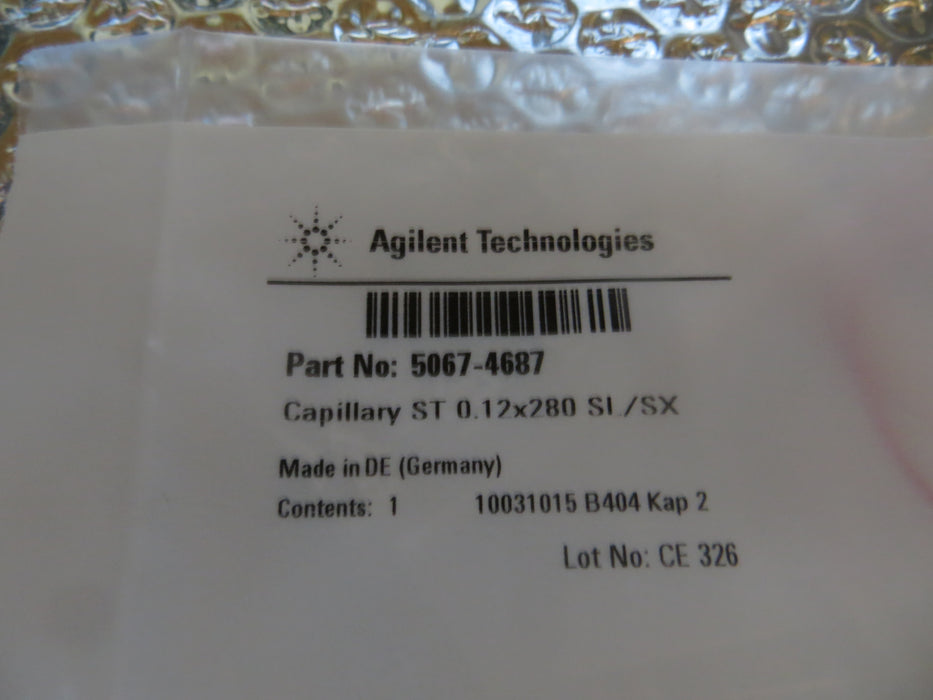 Agilent Technologies
Part No: 5067-4687
Capillary ST 0.12x280 SL/SX
Made in DE (Germany)
Contents: 1 10031015 B404 Kap 2
Lot No: CE 326